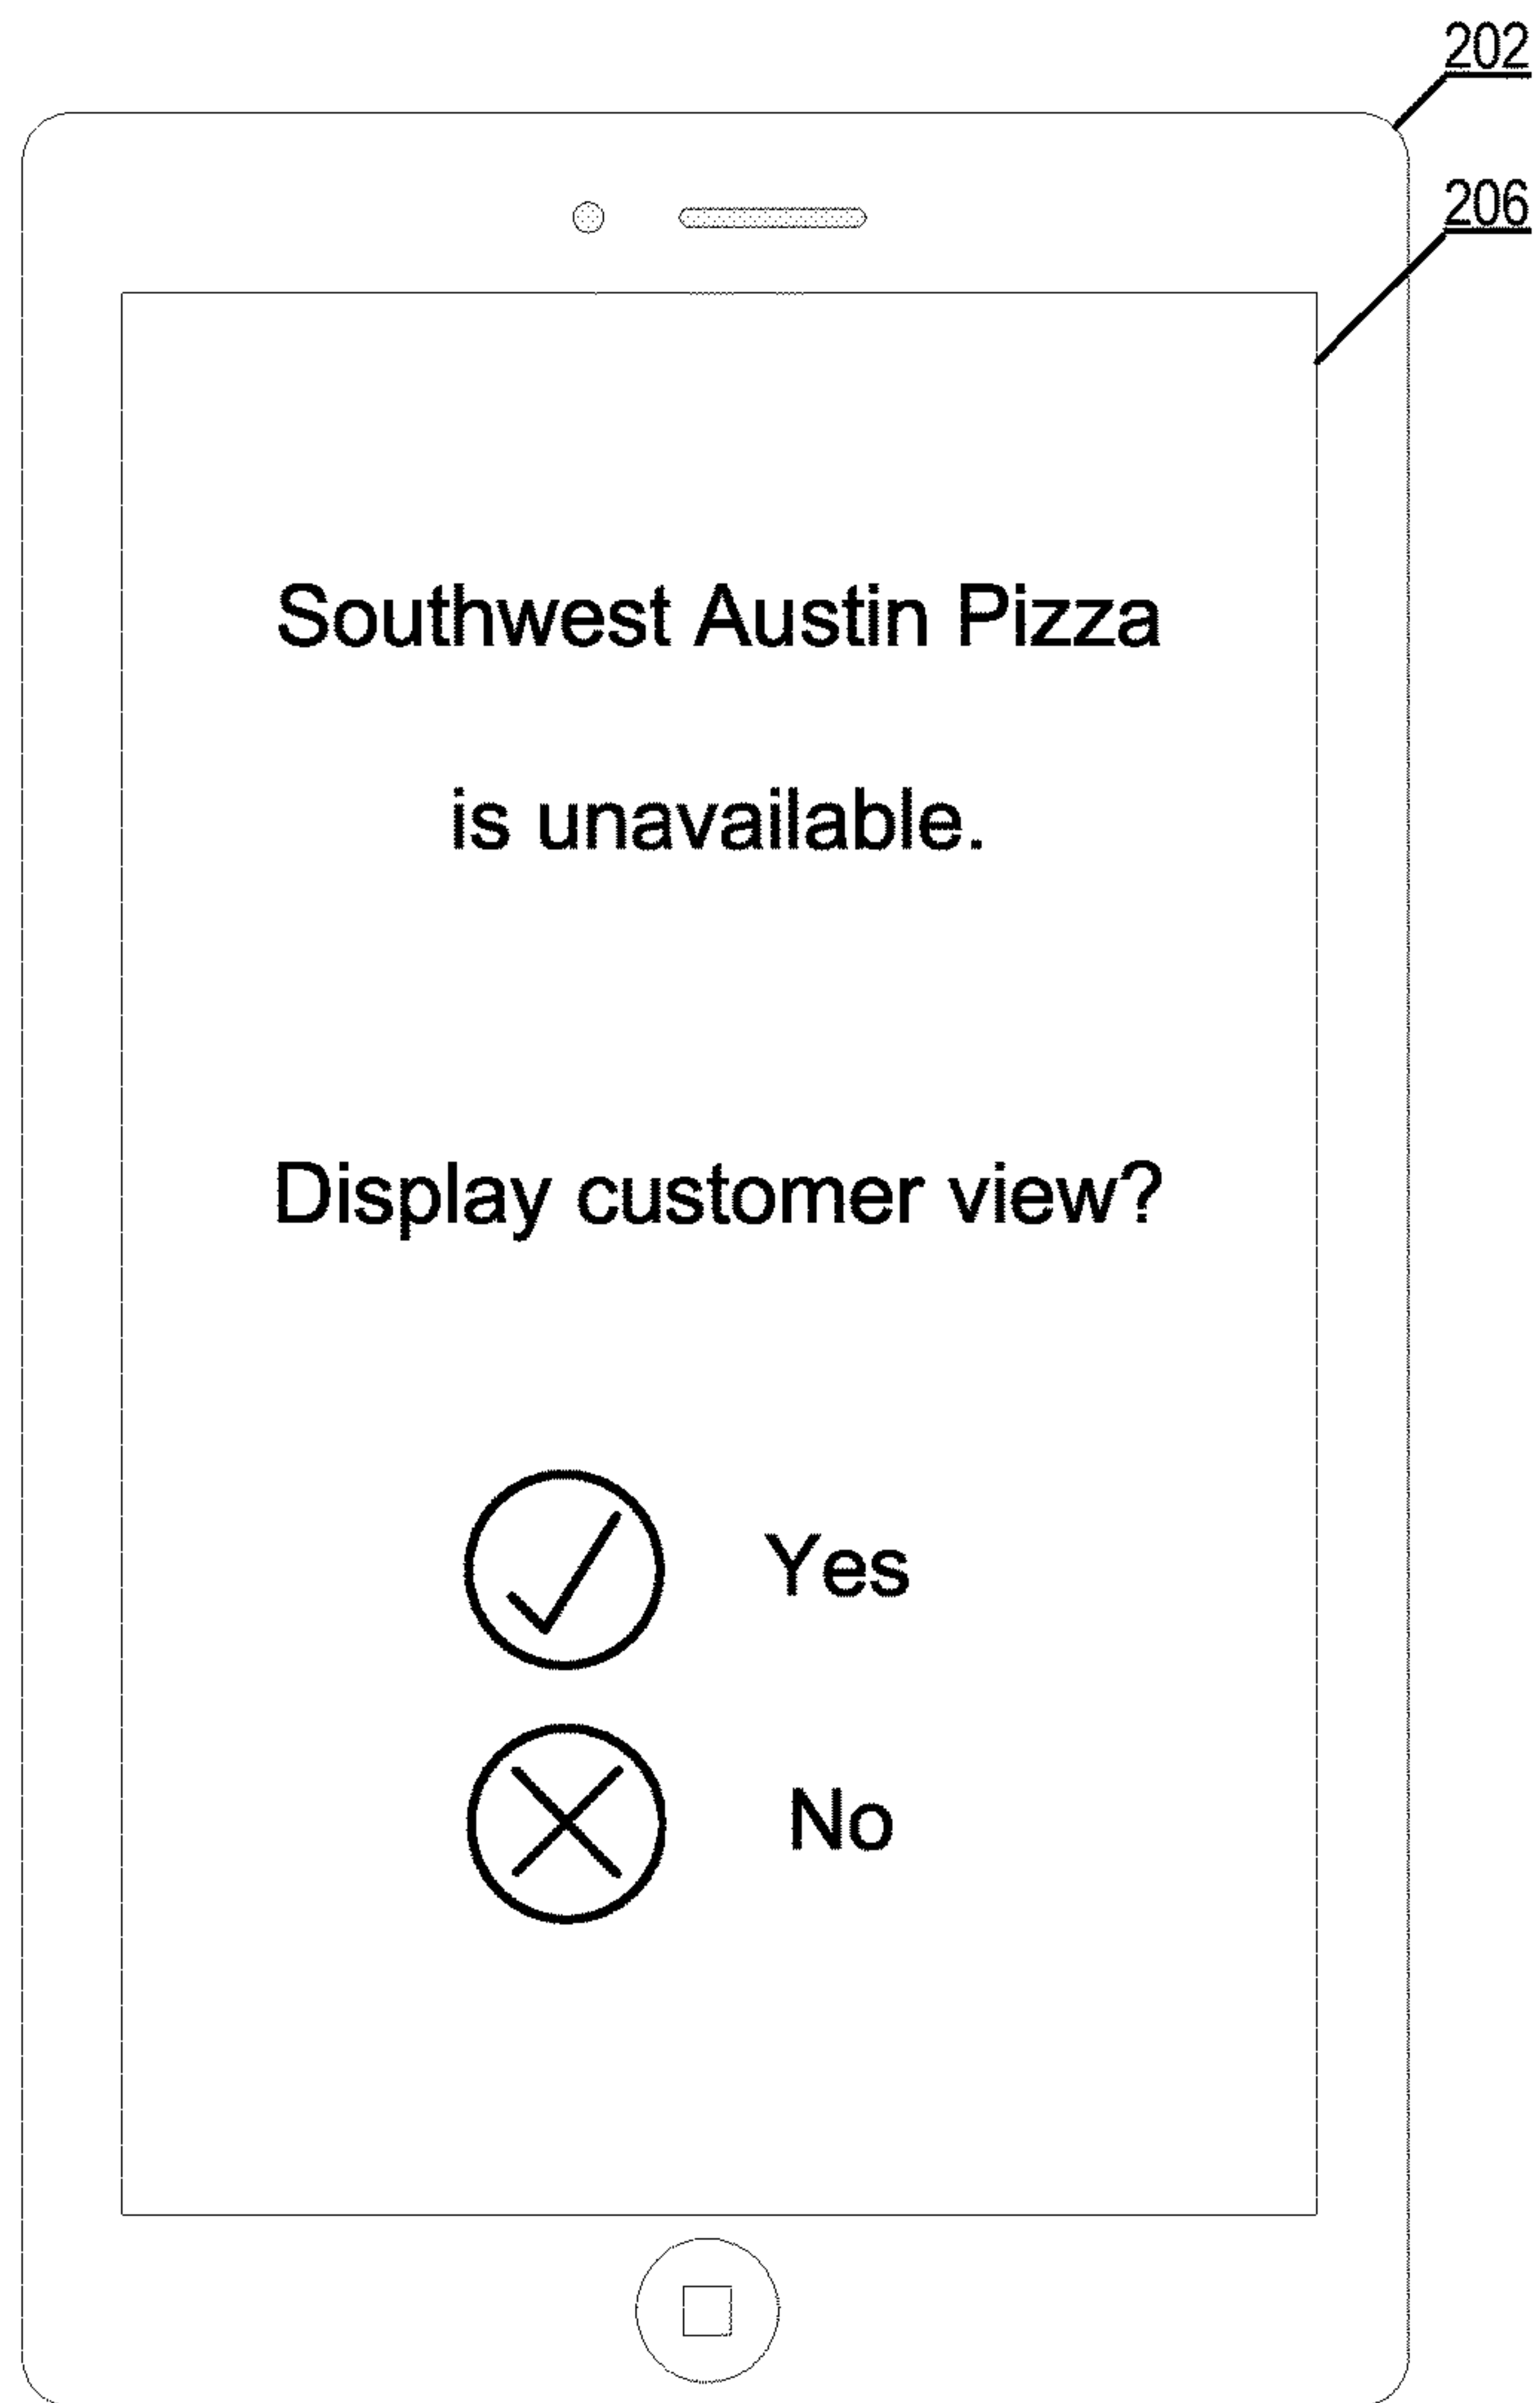 202
206
Southwest Austin Pizza
is unavailable.
Display customer view?
Yes
No